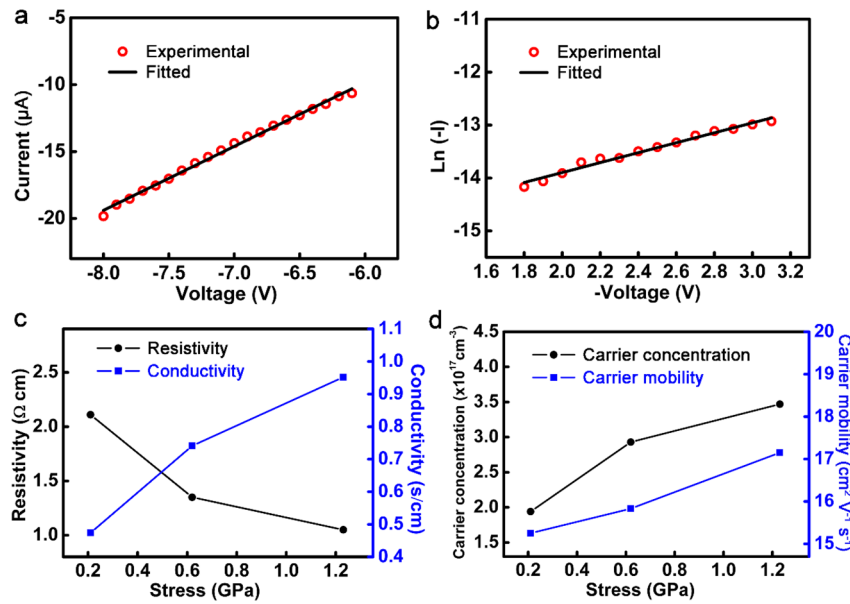 a
-5
-10
-15
-20
Current (μA)
Experimental
Fitted
-8.0 -7.5 -7.0 -6.5 -6.0
Voltage (V)
b
-11
-12
-13
-14
-15
Ln (-I)
Experimental
Fitted
1.6 1.8 2.0 2.2 2.4 2.6 2.8 3.0 3.2
-Voltage (V)
c
2.5
2.0
1.5
1.0
Resistivity (Ω cm)
Resistivity
Conductivity
1.1
1.0
0.9
0.8
0.7
0.6
0.5
0.4
Conductivity (s/cm)
0.2 0.4 0.6 0.8 1.0 1.2
Stress (GPa)
d
4.5
4.0
3.5
3.0
2.5
2.0
1.5
Carrier concentration (x10¹⁷cm⁻³)
Carrier concentration
Carrier mobility
20
19
18
17
16
15
Carrier mobility (cm² V⁻¹ s⁻¹)
0.2 0.4 0.6 0.8 1.0 1.2
Stress (GPa)